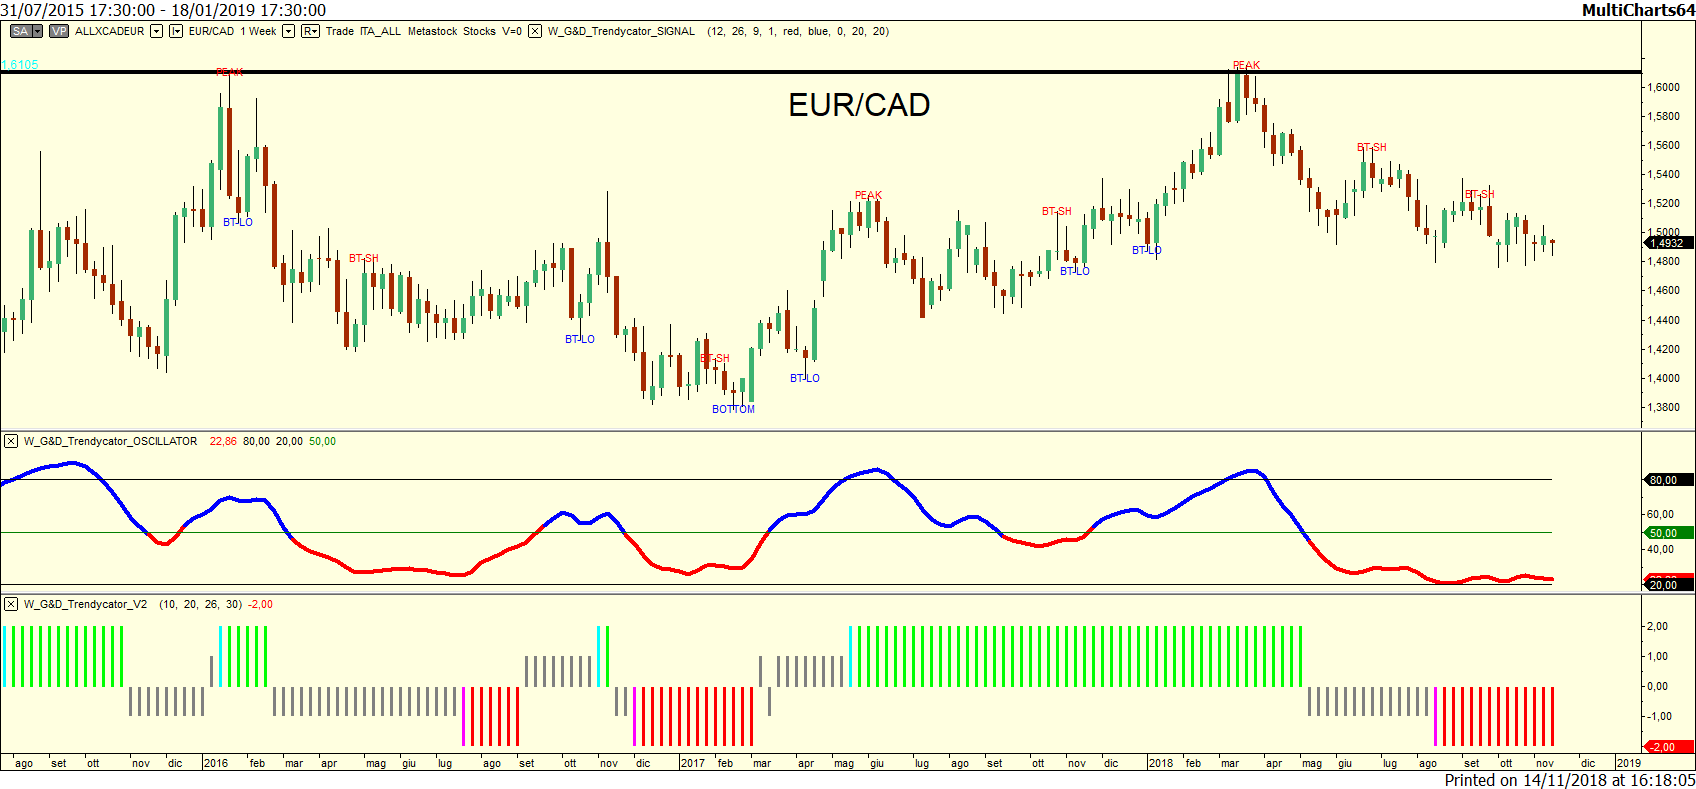 31/07/2015 17:30:00 - 18/01/2019 17:30:00
MultiCharts64
SA VP ALLXCADEUR I EUR/CAD 1 Week R Trade ITA_ALL Metastock Stocks V=0 W_G&D_Trendycator_SIGNAL (12, 26, 9, 1, red, blue, 0, 20, 20)
1,6105
EUR/CAD
PEAK
BT-LO
BT-SH
BT-LO
BT-SH
BOTTOM
BT-LO
PEAK
BT-SH
BT-LO
BT-LO
PEAK
BT-SH
BT-SH
1,6000
1,5800
1,5600
1,5400
1,5200
1,5000
1,4932
1,4800
1,4600
1,4400
1,4200
1,4000
1,3800
W_G&D_Trendycator_OSCILLATOR 22,86 80,00 20,00 50,00
80,00
60,00
50,00
40,00
20,00
W_G&D_Trendycator_V2 (10, 20, 26, 30) -2,00
2,00
1,00
0,00
-1,00
-2,00
ago set ott nov dic 2016 feb mar apr mag giu lug ago set ott nov dic 2017 feb mar apr mag giu lug ago set ott nov dic 2018 feb mar apr mag giu lug ago set ott nov dic 2019
Printed on 14/11/2018 at 16:18:05